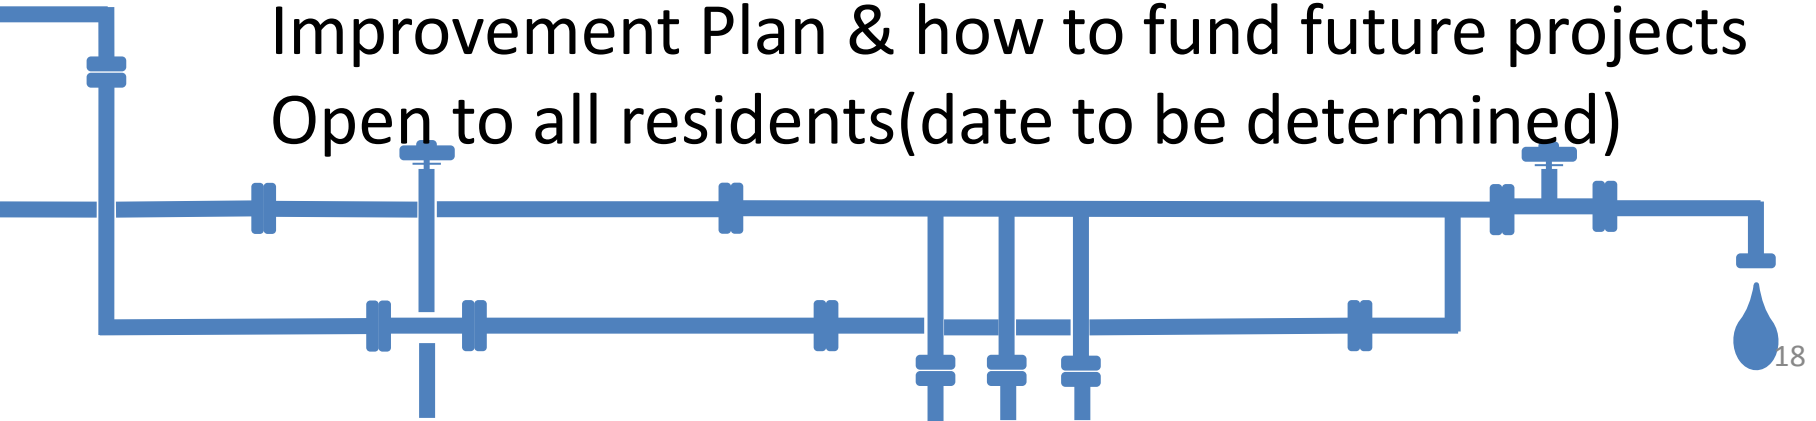 Improvement Plan & how to fund future projects
Open to all residents(date to be determined)
18